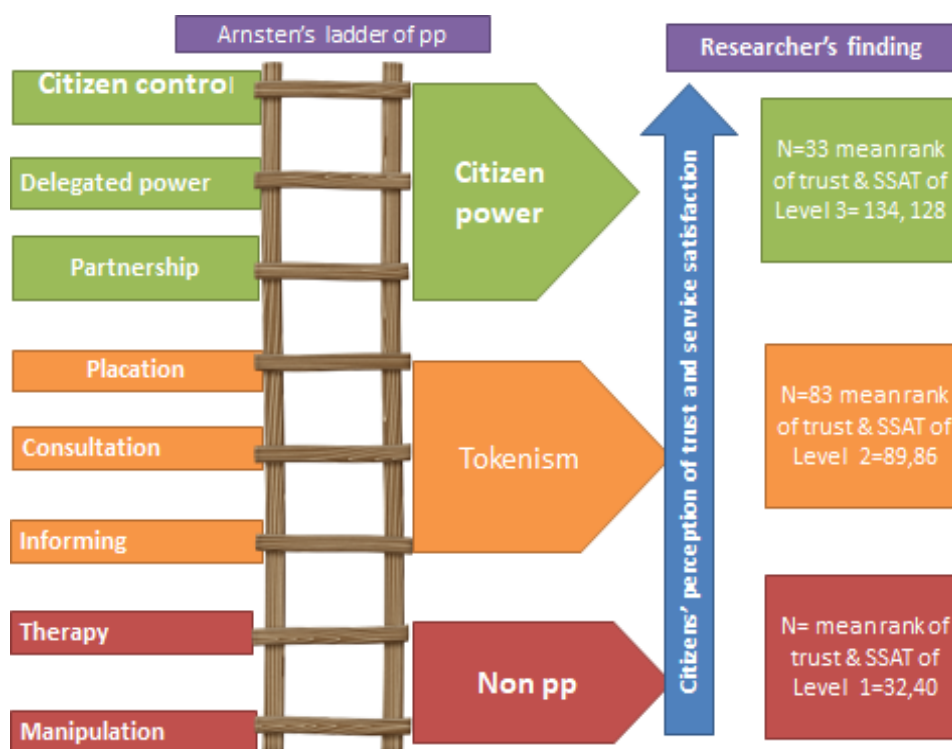 Arnsten's ladder of pp
Researcher's finding
Citizen control
Delegated power
Partnership
Citizen
power
N=33 mean rank
of trust & SSAT of
Level 3= 134, 128
Placation
Consultation
Informing
Tokenism
N=83 mean rank
of trust & SSAT of
Level 2=89,86
Therapy
Manipulation
Non pp
N= mean rank of
trust & SSAT of
Level 1=32,40
Citizens' perception of trust and service satisfaction